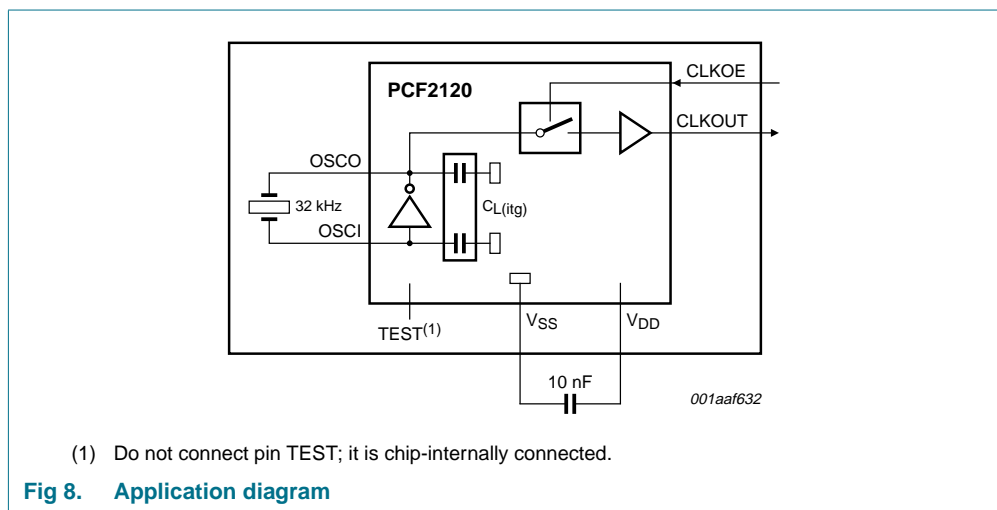 PCF2120
CLKOE
CLKOUT
OSCO
32 kHz
CL(itg)
OSCI
TEST(1)
VSS
VDD
10 nF
001aaf632
(1) Do not connect pin TEST; it is chip-internally connected.
Fig 8. Application diagram